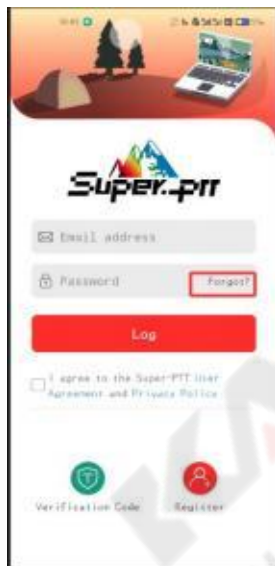 Super-PTT
Email address
Password
Forgot?
Log
I agree to the Super-PTT User
Agreement and Privacy Police
Verification Code
Register